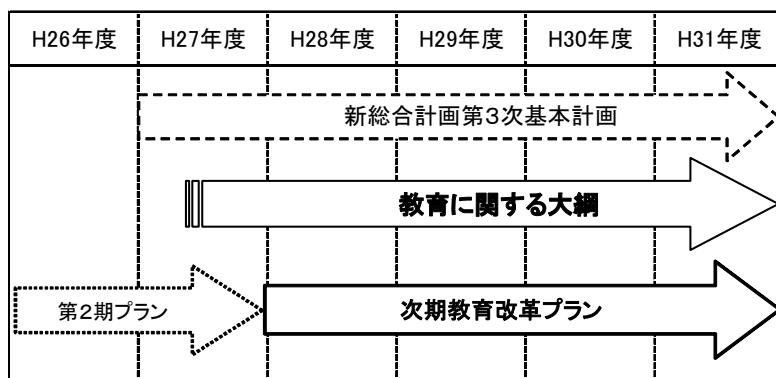 H26年度 H27年度 H28年度 H29年度 H30年度 H31年度
新総合計画第3次基本計画
教育に関する大綱
第2期プラン 次期教育改革プラン